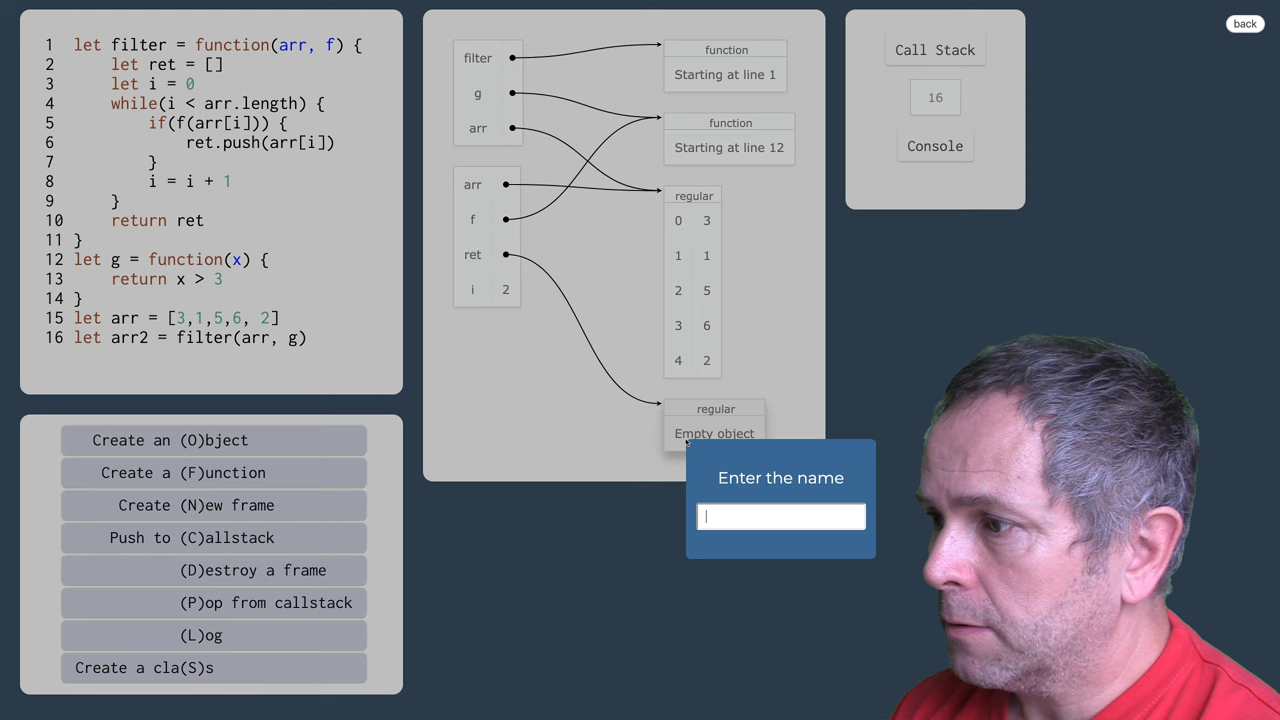 1 let filter = function(arr, f) {
2 let ret = []
3 let i = 0
4 while(i < arr.length) {
5 if(f(arr[i])) {
6 ret.push(arr[i])
7 }
8 i = i + 1
9 }
10 return ret
11 }
12 let g = function(x) {
13 return x > 3
14 }
15 let arr = [3,1,5,6, 2]
16 let arr2 = filter(arr, g)
Create an (O)bject
Create a (F)unction
Create (N)ew frame
Push to (C)allstack
(D)estroy a frame
(P)op from callstack
(L)og
Create a cla(S)s
filter
g
arr
arr
f
ret
i 2
function
Starting at line 1
function
Starting at line 12
regular
0 3
1 1
2 5
3 6
4 2
regular
Empty object
Enter the name
Call Stack
16
Console
back